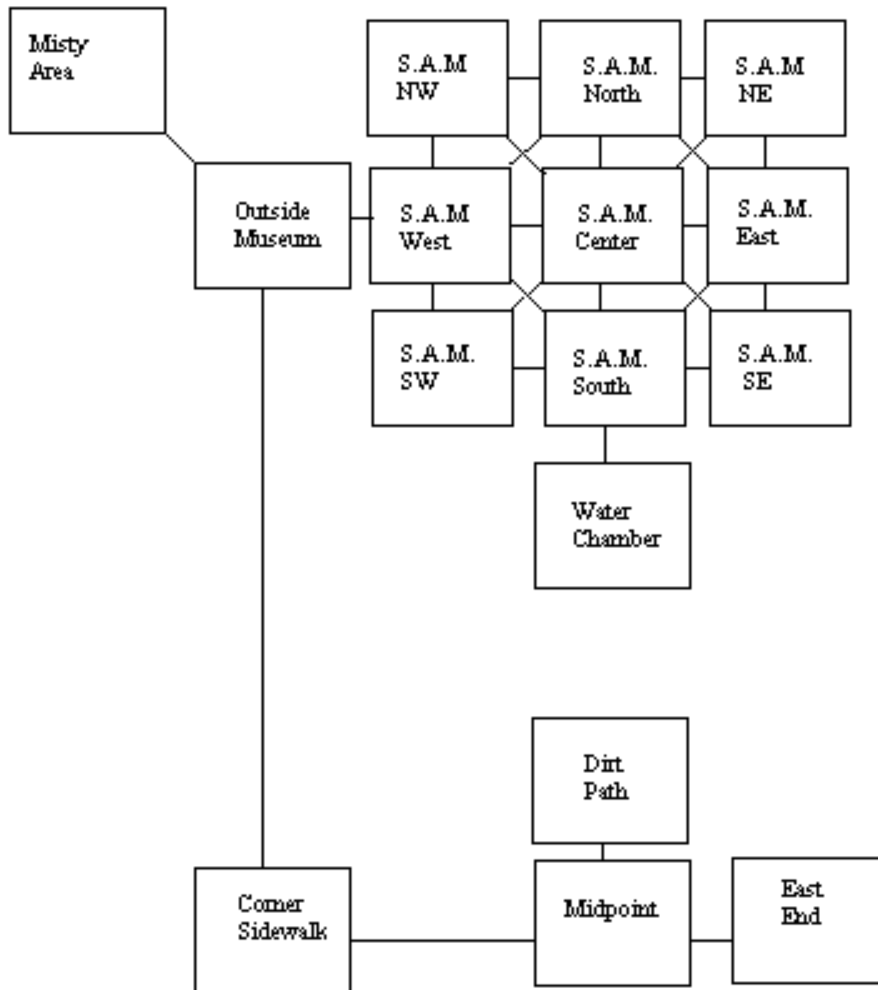 Misty
Area
S.A.M
NW
S.A.M.
North
S.A.M
NE
Outside
Museum
S.A.M
West
S.A.M.
Center
S.A.M.
East
S.A.M.
SW
S.A.M.
South
S.A.M.
SE
Water
Chamber
Dirt
Path
Corner
Sidewalk
Midpoint
East
End